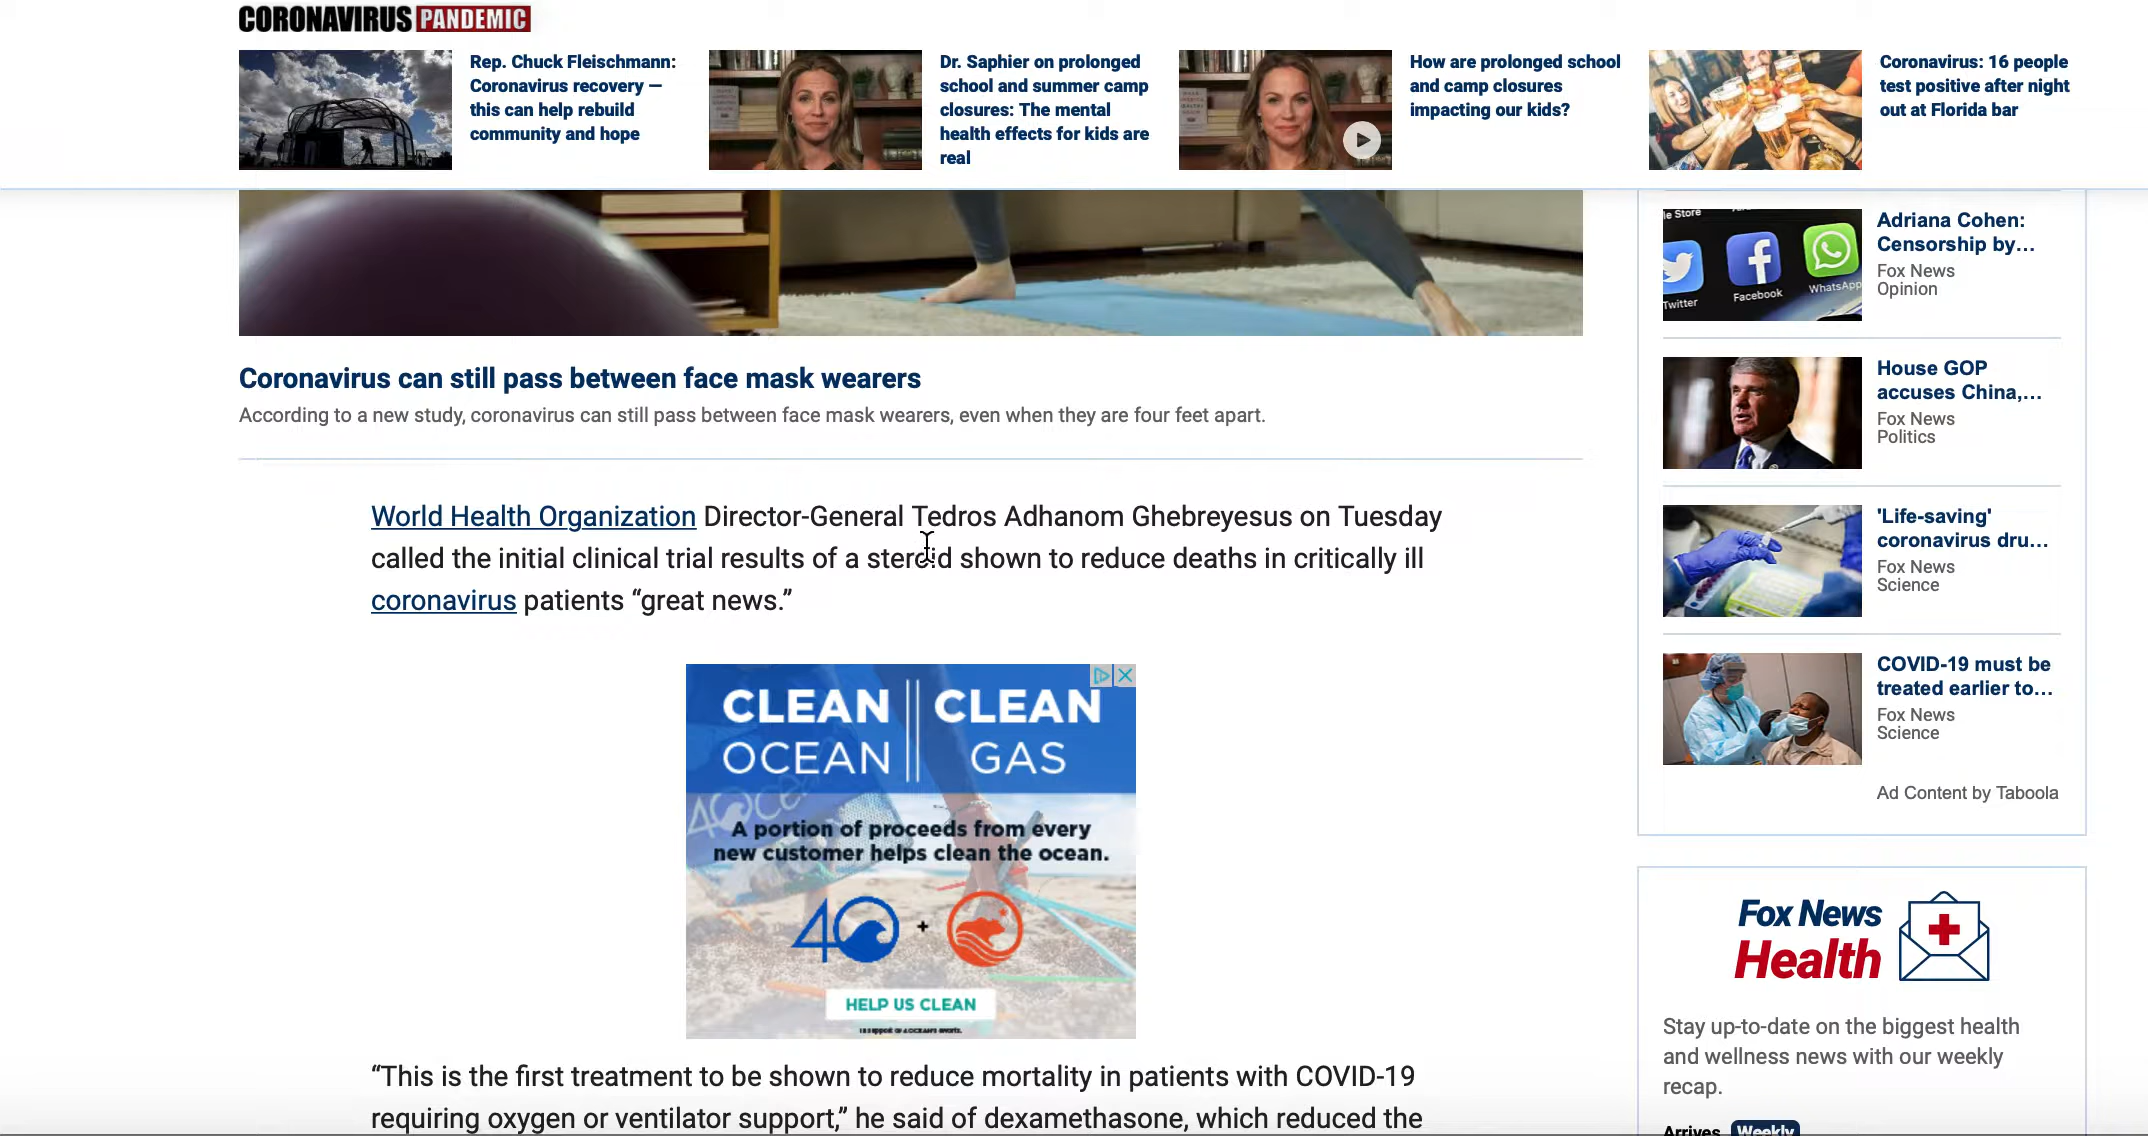 CORONAVIRUS PANDEMIC
Rep. Chuck Fleischmann:
Coronavirus recovery —
this can help rebuild
community and hope
Dr. Saphier on prolonged
school and summer camp
closures: The mental
health effects for kids are
real
How are prolonged school
and camp closures
impacting our kids?
Coronavirus: 16 people
test positive after night
out at Florida bar
le Store
Twitter
Facebook
WhatsApp
Adriana Cohen:
Censorship by...
Fox News
Opinion
House GOP
accuses China,...
Fox News
Politics
'Life-saving'
coronavirus dru...
Fox News
Science
COVID-19 must be
treated earlier to...
Fox News
Science
Ad Content by Taboola
Coronavirus can still pass between face mask wearers
According to a new study, coronavirus can still pass between face mask wearers, even when they are four feet apart.
World Health Organization Director-General Tedros Adhanom Ghebreyesus on Tuesday
called the initial clinical trial results of a steroid shown to reduce deaths in critically ill
coronavirus patients “great news.”
CLEAN CLEAN
OCEAN GAS
4Ocean
A portion of proceeds from every
new customer helps clean the ocean.
4O +
HELP US CLEAN
“This is the first treatment to be shown to reduce mortality in patients with COVID-19
requiring oxygen or ventilator support,” he said of dexamethasone, which reduced the
Fox News
Health
Stay up-to-date on the biggest health
and wellness news with our weekly
recap.
Arrives Weekly